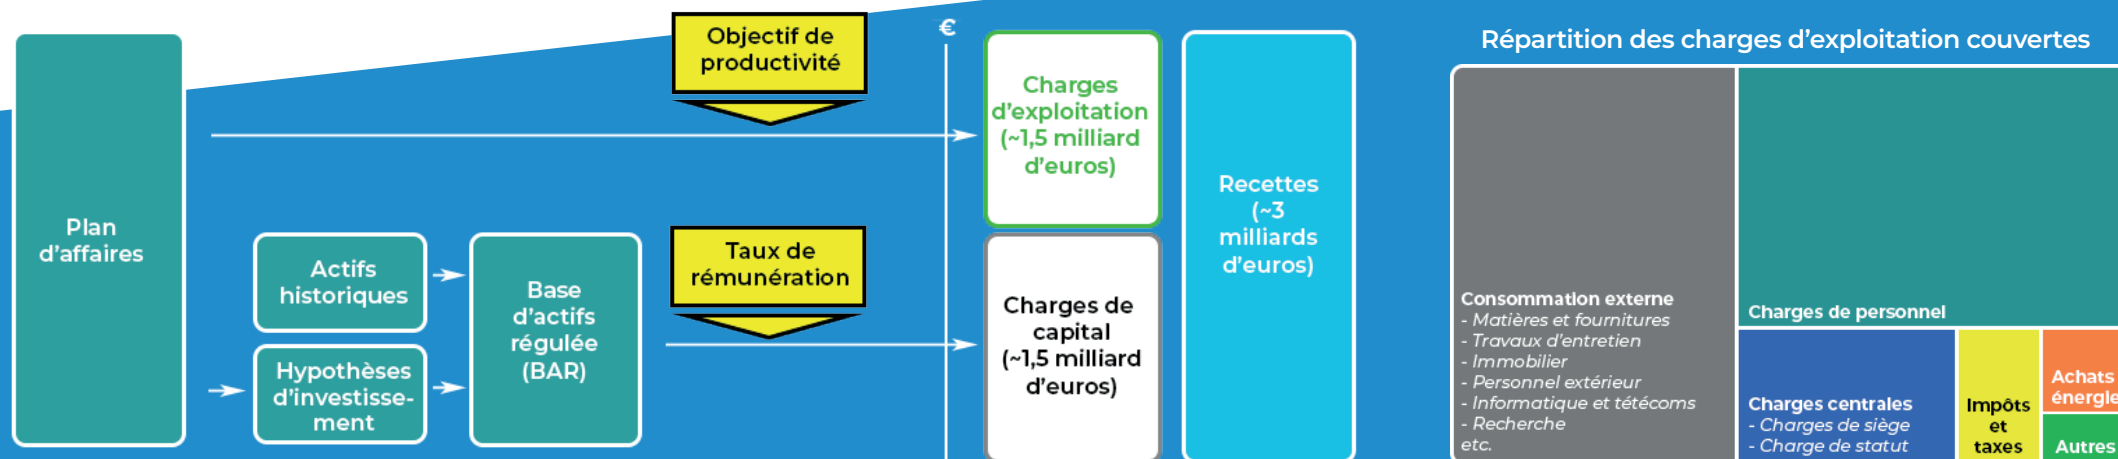 Plan
d'affaires
Actifs
historiques
Hypothèses
d'investisse-
ment
Base
d'actifs
régulée
(BAR)
Objectif de
productivité
Taux de
rémunération
€
Charges
d'exploitation
(~1,5 milliard
d'euros)
Charges de
capital
(~1,5 milliard
d'euros)
Recettes
(~3
milliards
d'euros)
Répartition des charges d'exploitation couvertes
Consommation externe
- Matières et fournitures
- Travaux d'entretien
- Immobilier
- Personnel extérieur
- Informatique et tétécoms
- Recherche
etc.
Charges de personnel
Charges centrales
- Charges de siège
- Charge de statut
Impôts
et
taxes
Achats
énergie
Autres